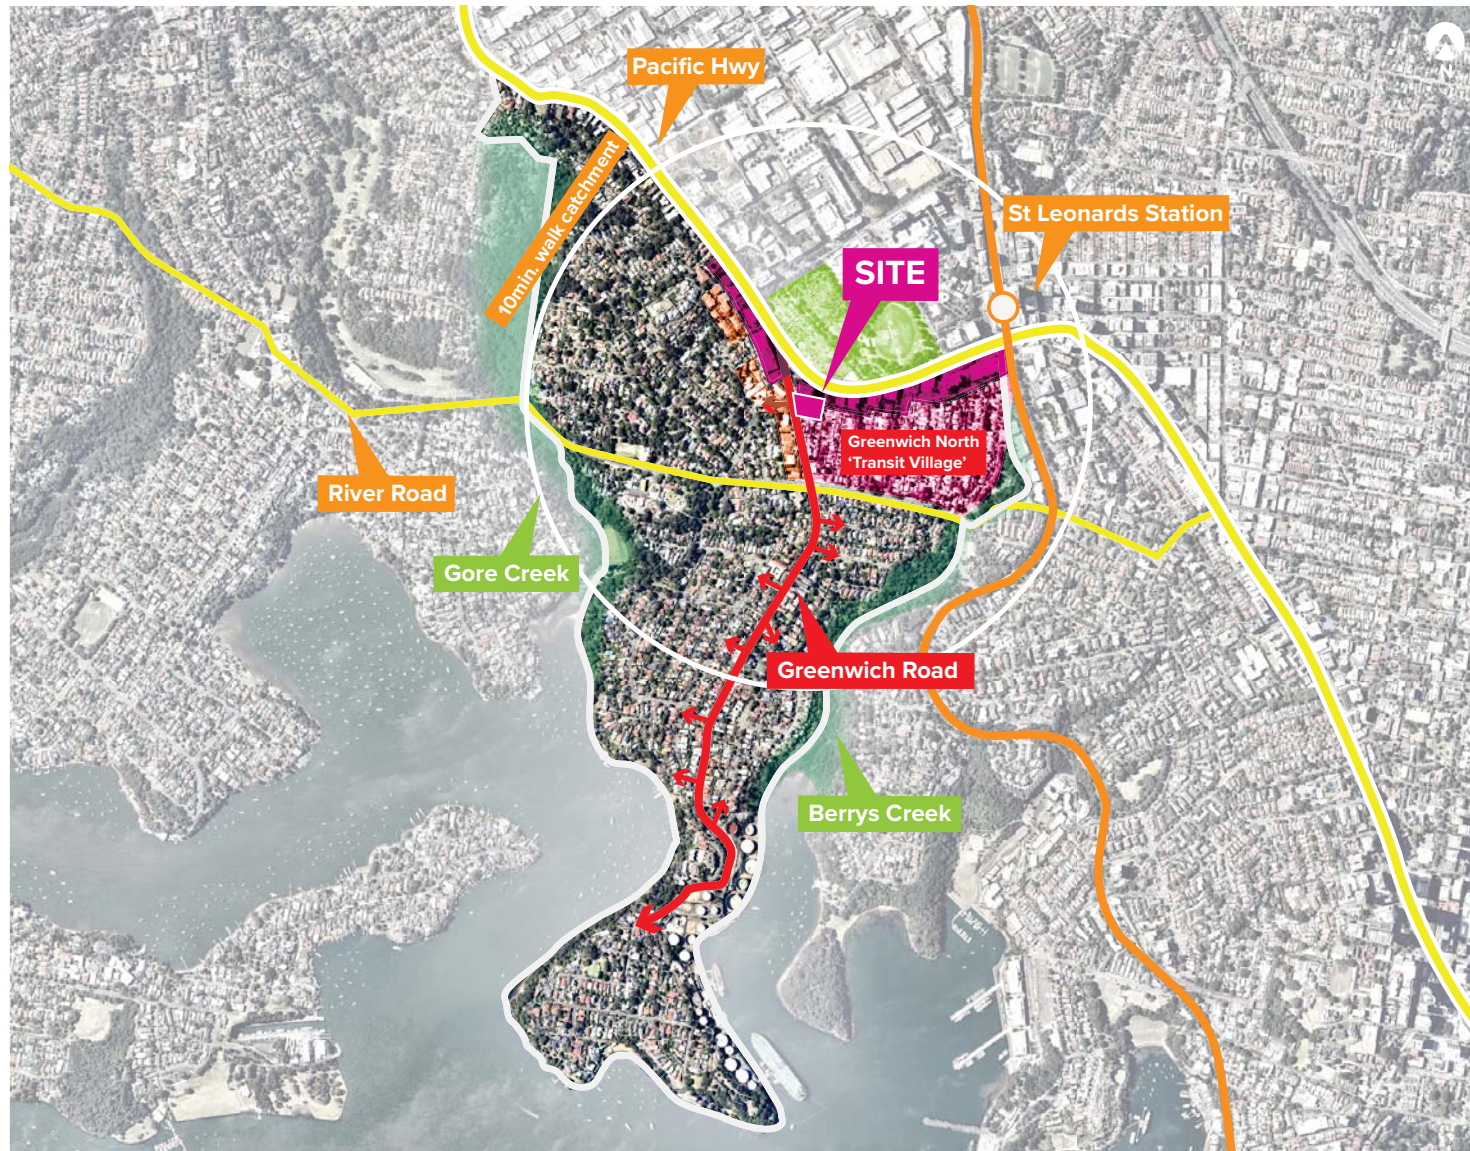 Pacific Hwy
N
10min. walk catchment
St Leonards Station
SITE
Greenwich North
‘Transit Village’
River Road
Gore Creek
Greenwich Road
Berrys Creek